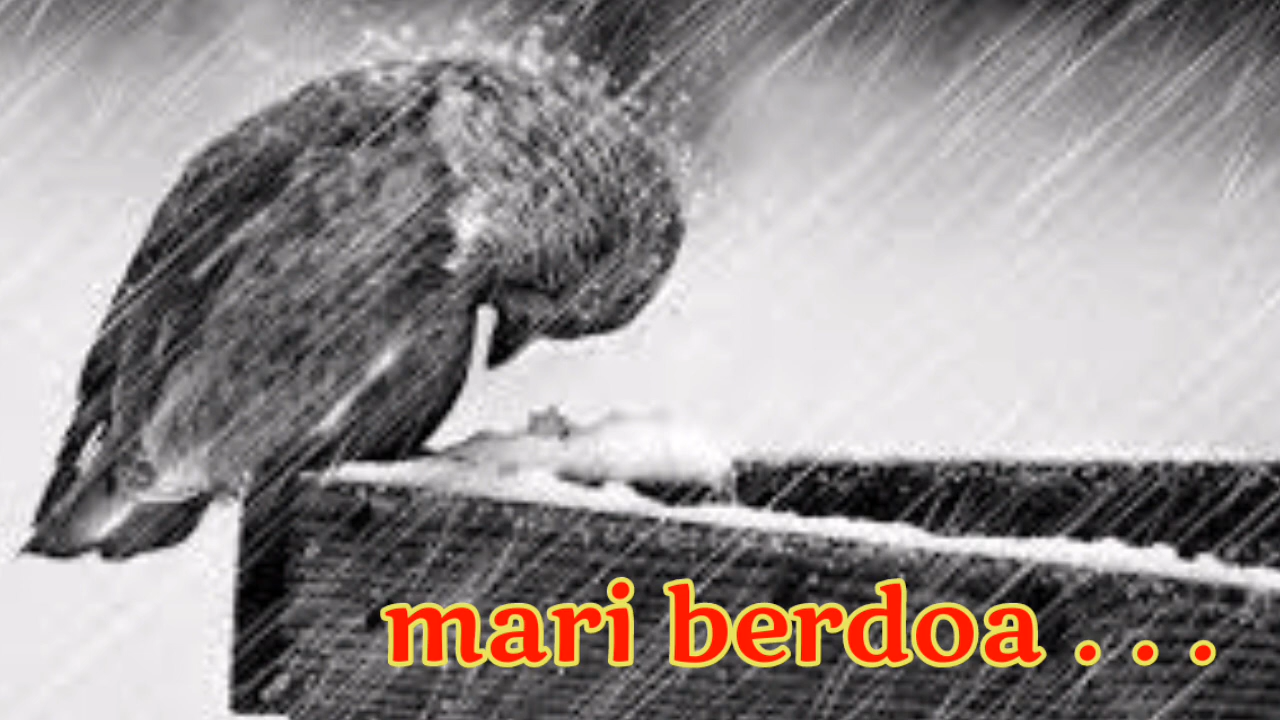 mari berdoa . . .